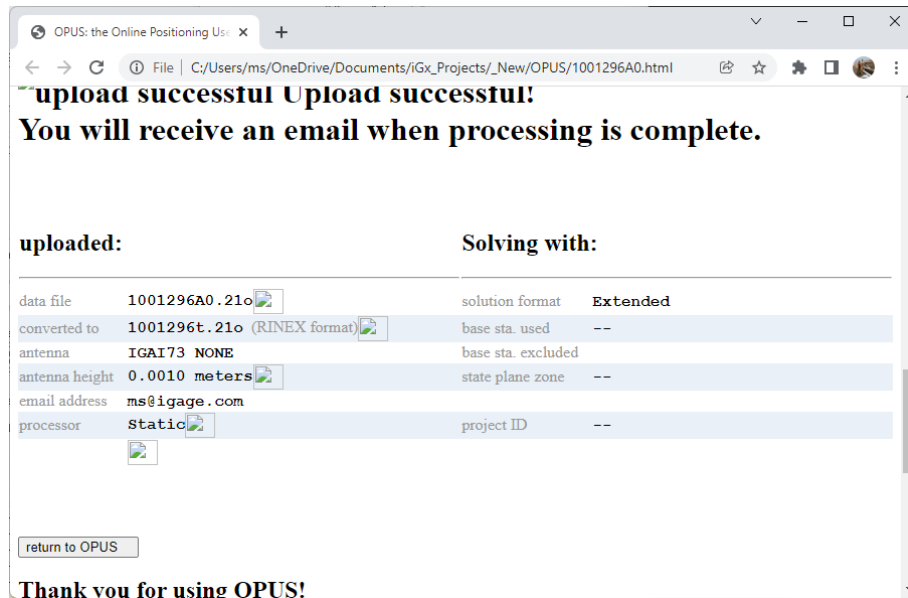 OPUS: the Online Positioning Use
File | C:/Users/ms/OneDrive/Documents/iGx_Projects/_New/OPUS/1001296A0.html
upload successful Upload successful!
You will receive an email when processing is complete.
uploaded:
Solving with:
data file 1001296A0.21o solution format Extended
converted to 1001296t.21o (RINEX format) base sta. used --
antenna IGAI73 NONE base sta. excluded
antenna height 0.0010 meters state plane zone --
email address ms@igage.com
processor Static project ID --
return to OPUS
Thank you for using OPUS!